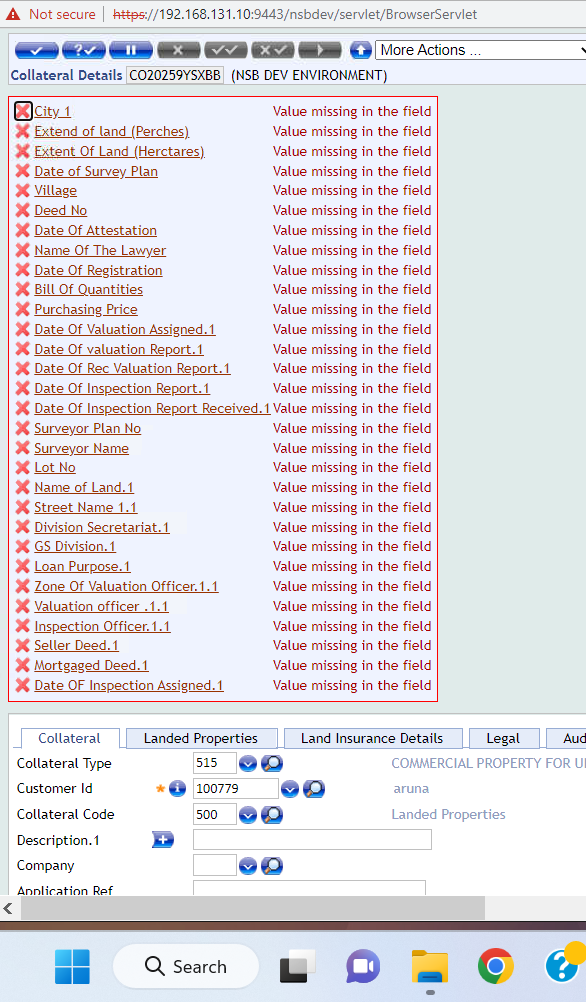 Not secure https://192.168.131.10:9443/nsbdev/servlet/BrowserServlet
More Actions ...
Collateral Details CO20259YSXBB (NSB DEV ENVIRONMENT)
City 1 Value missing in the field
Extend of land (Perches) Value missing in the field
Extent Of Land (Herctares) Value missing in the field
Date of Survey Plan Value missing in the field
Village Value missing in the field
Deed No Value missing in the field
Date Of Attestation Value missing in the field
Name Of The Lawyer Value missing in the field
Date Of Registration Value missing in the field
Bill Of Quantities Value missing in the field
Purchasing Price Value missing in the field
Date Of Valuation Assigned.1 Value missing in the field
Date Of valuation Report.1 Value missing in the field
Date Of Rec Valuation Report.1 Value missing in the field
Date Of Inspection Report.1 Value missing in the field
Date Of Inspection Report Received.1 Value missing in the field
Surveyor Plan No Value missing in the field
Surveyor Name Value missing in the field
Lot No Value missing in the field
Name of Land.1 Value missing in the field
Street Name 1.1 Value missing in the field
Division Secretariat.1 Value missing in the field
GS Division.1 Value missing in the field
Loan Purpose.1 Value missing in the field
Zone Of Valuation Officer.1.1 Value missing in the field
Valuation officer .1.1 Value missing in the field
Inspection Officer.1.1 Value missing in the field
Seller Deed.1 Value missing in the field
Mortgaged Deed.1 Value missing in the field
Date OF Inspection Assigned.1 Value missing in the field
Collateral Landed Properties Land Insurance Details Legal Aud
Collateral Type 515 COMMERCIAL PROPERTY FOR
Customer Id 100779 aruna
Collateral Code 500 Landed Properties
Description.1
Company
Application Ref
Search